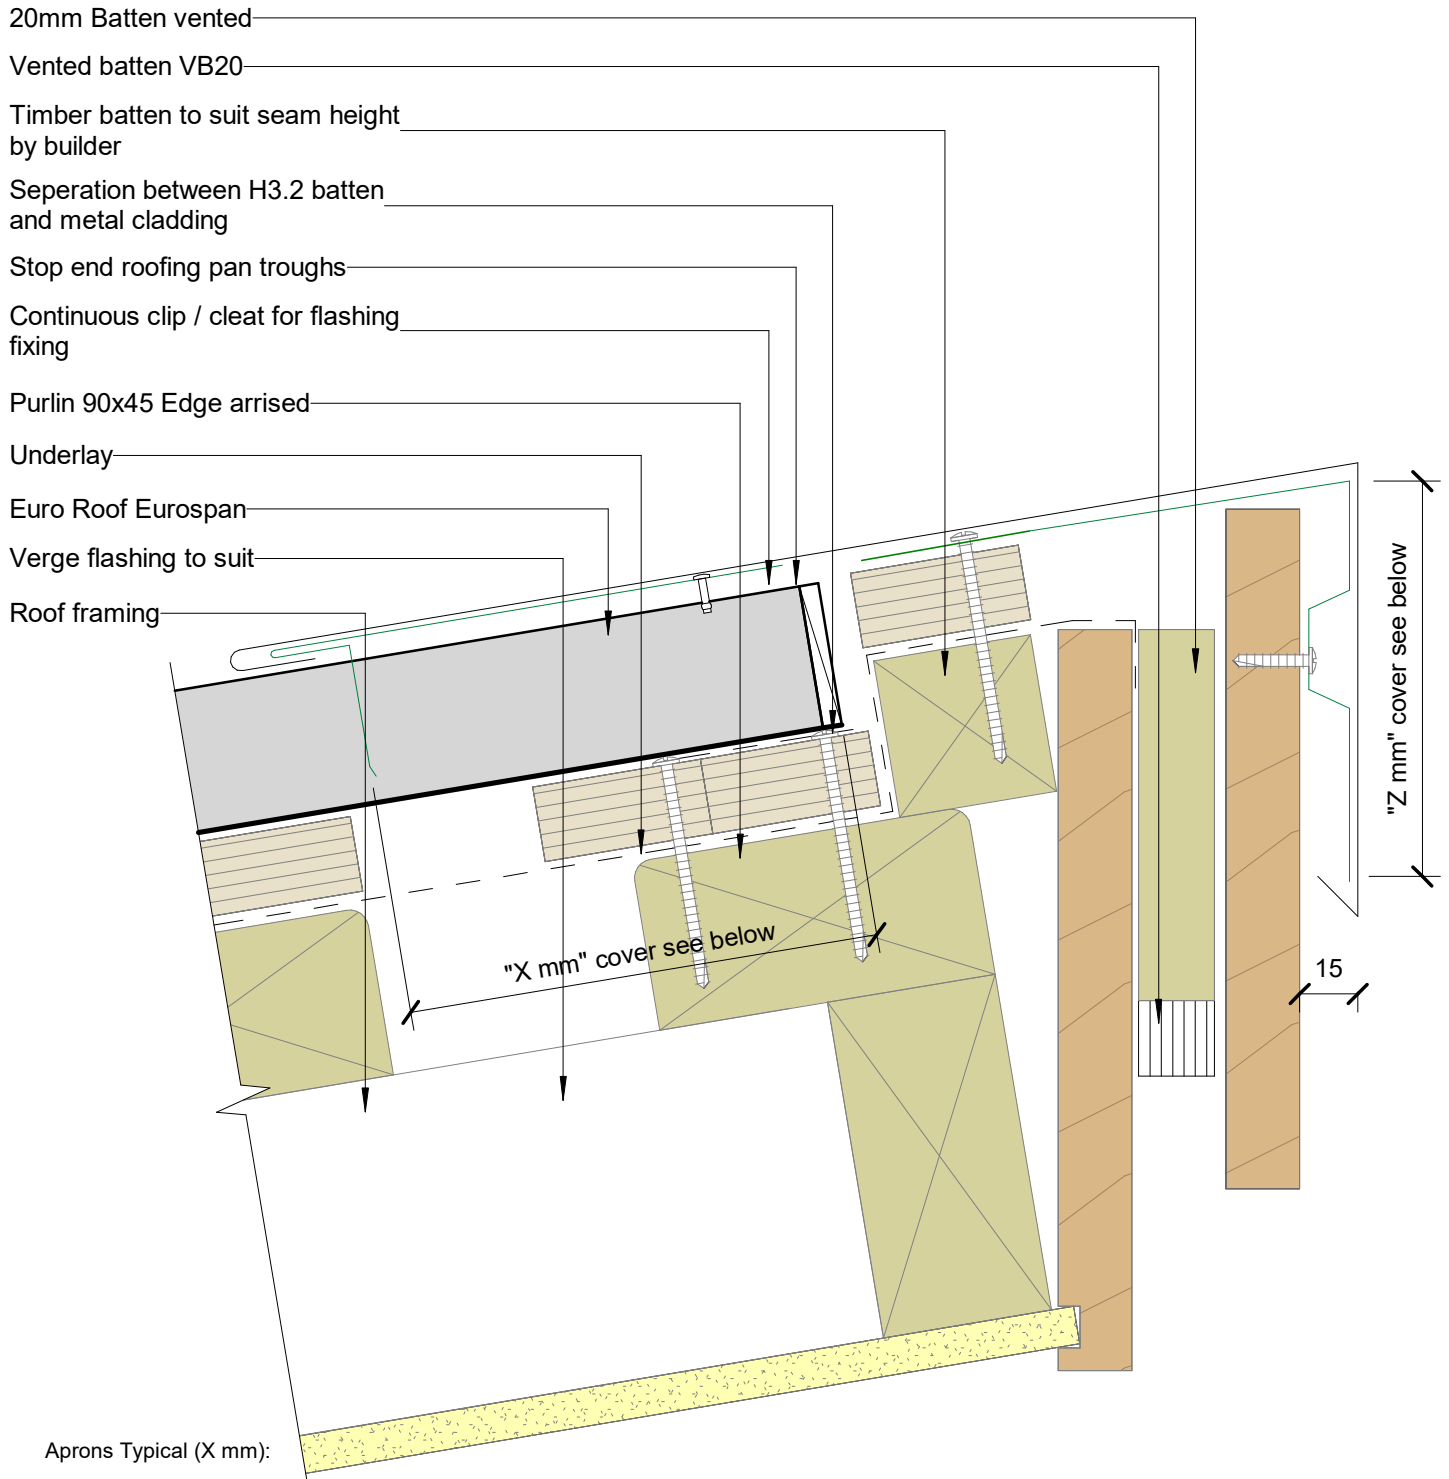 20mm Batten vented
Vented batten VB20
Timber batten to suit seam height
by builder
Seperation between H3.2 batten
and metal cladding
Stop end roofing pan troughs
Continuous clip / cleat for flashing
fixing
Purlin 90x45 Edge arrised
Underlay
Euro Roof Eurospan
Verge flashing to suit
Roof framing
"Z mm" cover see below
"X mm" cover see below
15
Aprons Typical (X mm):